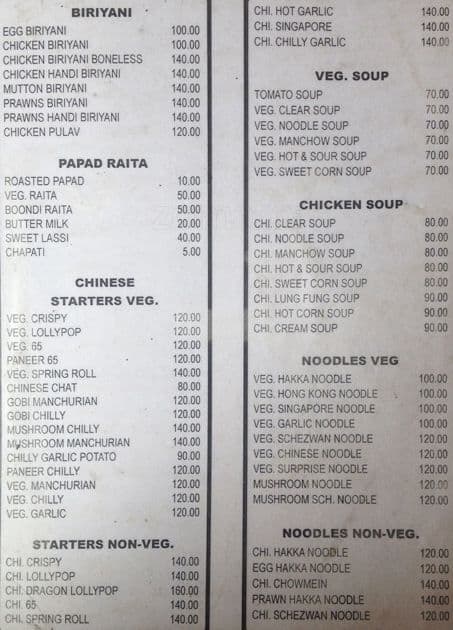 BIRIYANI
EGG BIRIYANI 100.00
CHICKEN BIRIYANI 100.00
CHICKEN BIRIYANI BONELESS 140.00
CHICKEN HANDI BIRIYANI 140.00
MUTTON BIRIYANI 140.00
PRAWNS BIRIYANI 140.00
PRAWNS HANDI BIRIYANI 140.00
CHICKEN PULAV 120.00
PAPAD RAITA
ROASTED PAPAD 10.00
VEG. RAITA 50.00
BOONDI RAITA 50.00
BUTTER MILK 20.00
SWEET LASSI 40.00
CHAPATI 5.00
CHINESE
STARTERS VEG.
VEG. CRISPY 120.00
VEG. LOLLYPOP 120.00
VEG. 65 120.00
PANEER 65 120.00
VEG. SPRING ROLL 140.00
CHINESE CHAT 80.00
GOBI MANCHURIAN 120.00
GOBI CHILLY 120.00
MUSHROOM CHILLY 140.00
MUSHROOM MANCHURIAN 140.00
CHILLY GARLIC POTATO 90.00
PANEER CHILLY 120.00
VEG. MANCHURIAN 120.00
VEG. CHILLY 120.00
VEG. GARLIC 120.00
STARTERS NON-VEG.
CHI. CRISPY 140.00
CHI. LOLLYPOP 140.00
CHI. DRAGON LOLLYPOP 160.00
CHI. 65 140.00
CHI. SPRING ROLL 140.00
CHI. HOT GARLIC 140.00
CHI. SINGAPORE 140.00
CHI. CHILLY GARLIC 140.00
VEG. SOUP
TOMATO SOUP 70.00
VEG. CLEAR SOUP 70.00
VEG. NOODLE SOUP 70.00
VEG. MANCHOW SOUP 70.00
VEG. HOT & SOUR SOUP 70.00
VEG. SWEET CORN SOUP 70.00
CHICKEN SOUP
CHI. CLEAR SOUP 80.00
CHI. NOODLE SOUP 80.00
CHI. MANCHOW SOUP 80.00
CHI. HOT & SOUR SOUP 80.00
CHI. SWEET CORN SOUP 80.00
CHI. LUNG FUNG SOUP 90.00
CHI. HOT CORN SOUP 90.00
CHI. CREAM SOUP 90.00
NOODLES VEG
VEG. HAKKA NOODLE 100.00
VEG. HONG KONG NOODLE 100.00
VEG. SINGAPORE NOODLE 100.00
VEG. GARLIC NOODLE 100.00
VEG. SCHEZWAN NOODLE 120.00
VEG. CHINESE NOODLE 120.00
VEG. SURPRISE NOODLE 120.00
MUSHROOM NOODLE 120.00
MUSHROOM SCH. NOODLE 120.00
NOODLES NON-VEG.
CHI. HAKKA NOODLE 120.00
EGG HAKKA NOODLE 120.00
CHI. CHOWMEIN 120.00
PRAWN HAKKA NOODLE 140.00
CHI. SCHEZWAN NOODLE 120.00